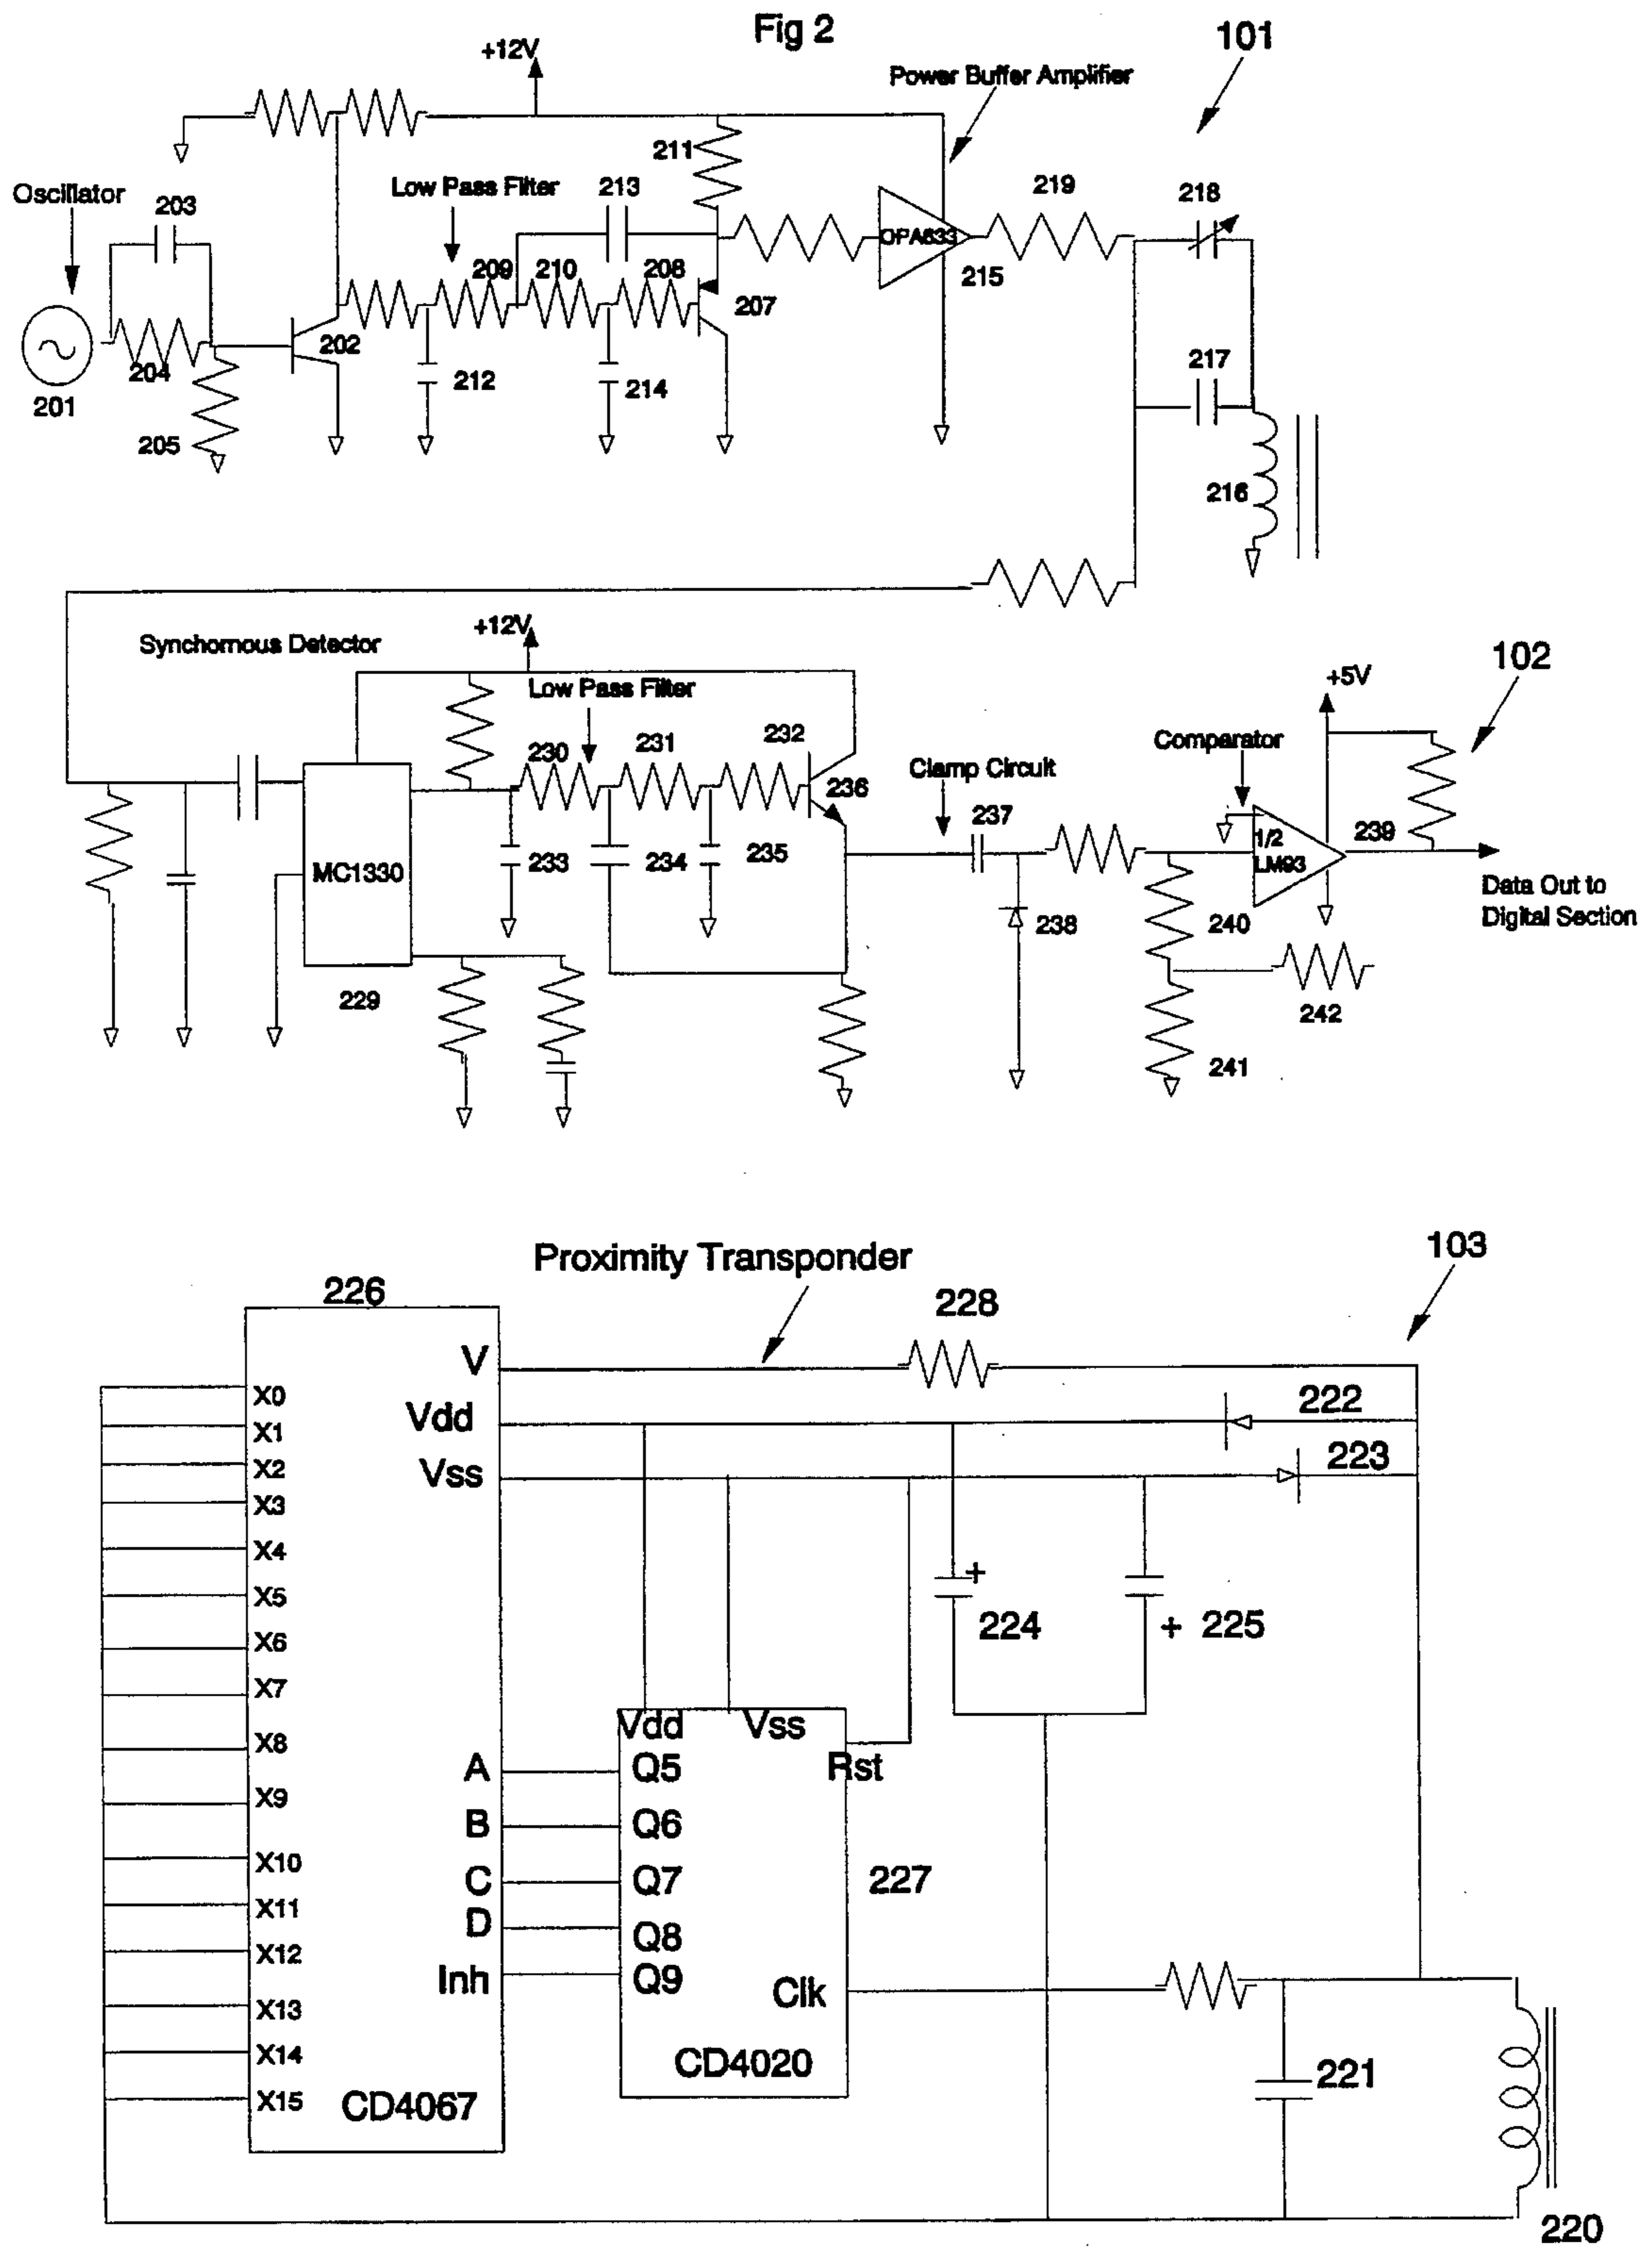 Fig 2
101
+12V
Power Buffer Amplifier
211
Oscillator
Low Pass Filter
213
219
218
203
OPA633
209
210
208
215
207
202
204
217
212
214
201
205
216
+12V
Synchornous Detector
102
+5V
Low Pass Filter
232
Comparator
230
231
Clamp Circuit
236
237
239
1/2
LM93
MC1330
233
234
235
Data Out to
Digital Section
238
240
229
242
241
Proximity Transponder
103
226
228
V
X0
222
Vdd
X1
X2
Vss
223
X3
X4
+
X5
224
+ 225
X6
X7
Vdd
Vss
X8
A
Q5
Rst
X9
B
Q6
X10
C
Q7
227
X11
D
Q8
X12
Inh
Q9
Clk
X13
X14
CD4020
221
X15
CD4067
220